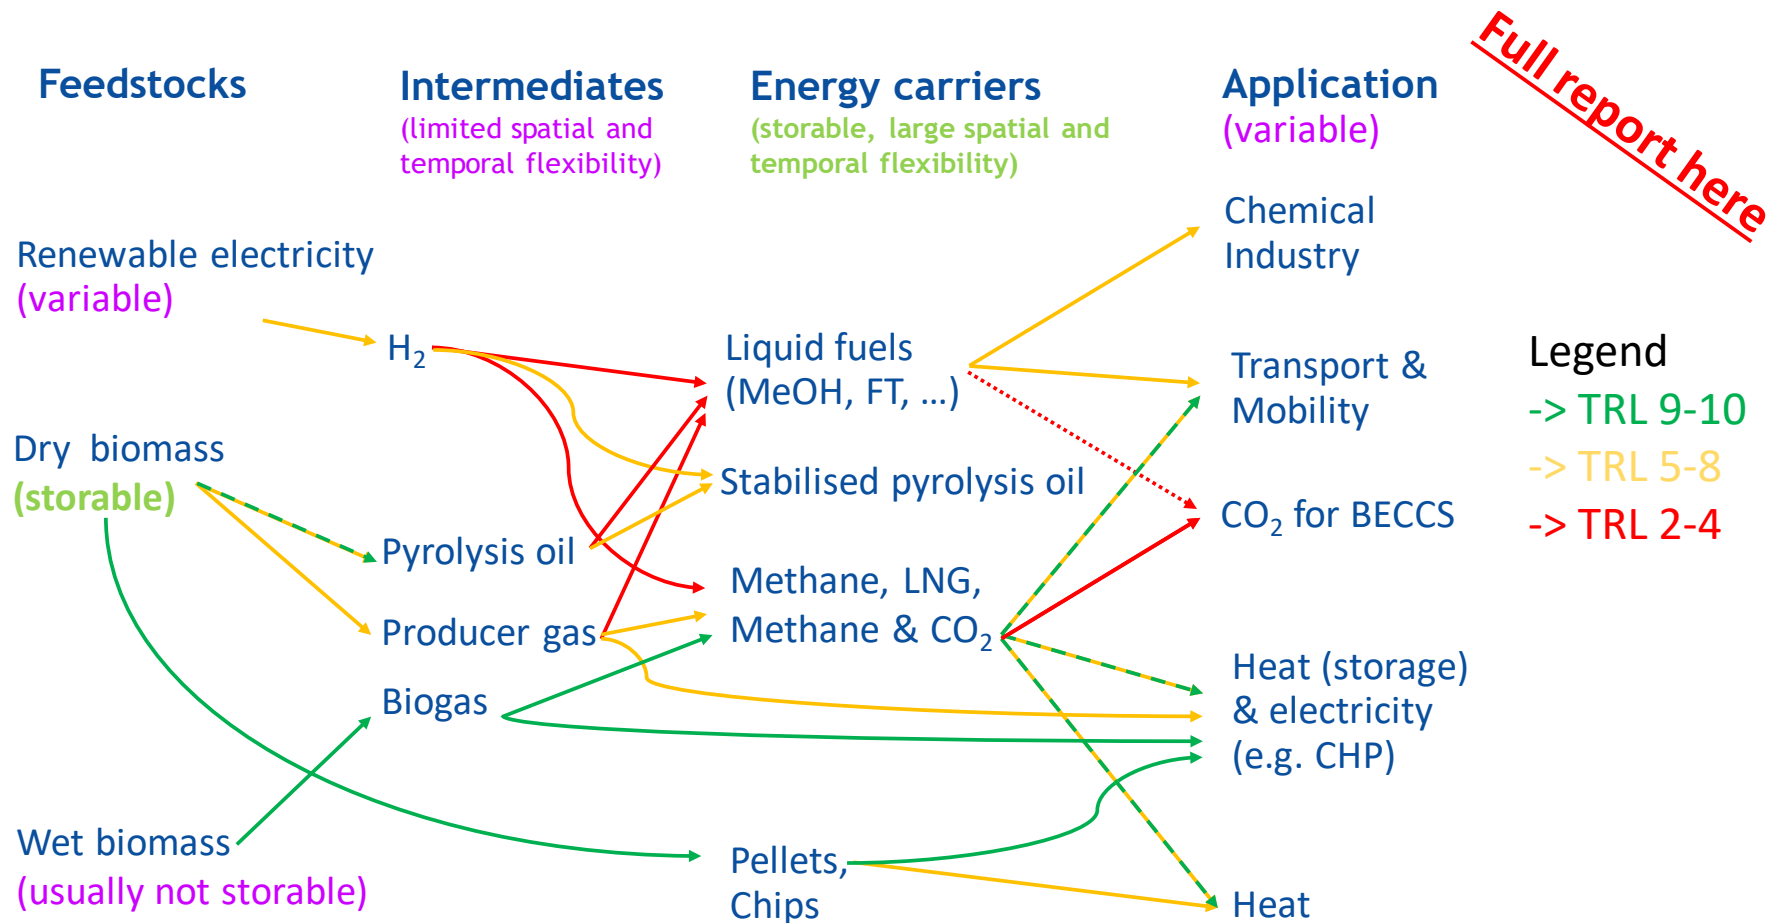 Full report here
Feedstocks
Intermediates
(limited spatial and
temporal flexibility)
Energy carriers
(storable, large spatial and
temporal flexibility)
Application
(variable)
Renewable electricity
(variable)
Dry biomass
(storable)
Wet biomass
(usually not storable)
H₂
Pyrolysis oil
Producer gas
Biogas
Liquid fuels
(MeOH, FT, ...)
Stabilised pyrolysis oil
Methane, LNG,
Methane & CO₂
Pellets,
Chips
Chemical
Industry
Transport &
Mobility
CO₂ for BECCS
Heat (storage)
& electricity
(e.g. CHP)
Heat
Legend
-> TRL 9-10
-> TRL 5-8
-> TRL 2-4